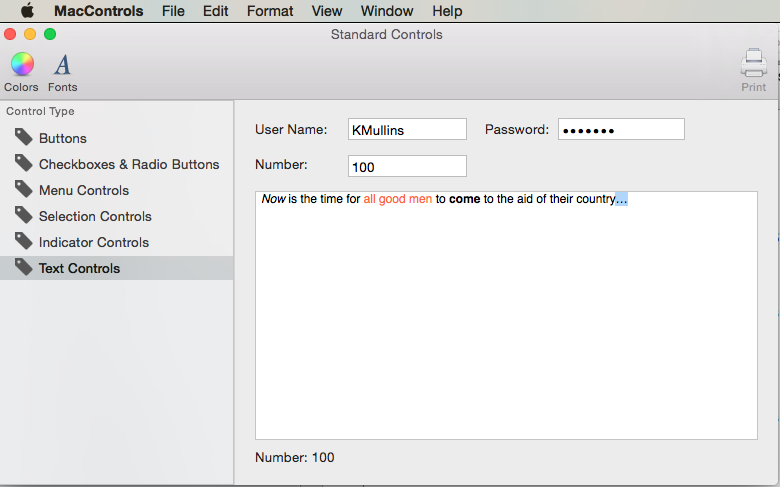 MacControls File Edit Format View Window Help
Standard Controls
Colors Fonts Print
Control Type
Buttons
Checkboxes & Radio Buttons
Menu Controls
Selection Controls
Indicator Controls
Text Controls
User Name: KMullins Password: •••••••
Number: 100
Now is the time for all good men to come to the aid of their country...
Number: 100